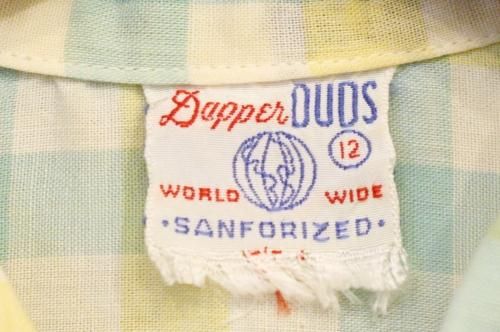 Dapper DUDS
12
WORLD WIDE
•SANFORIZED•